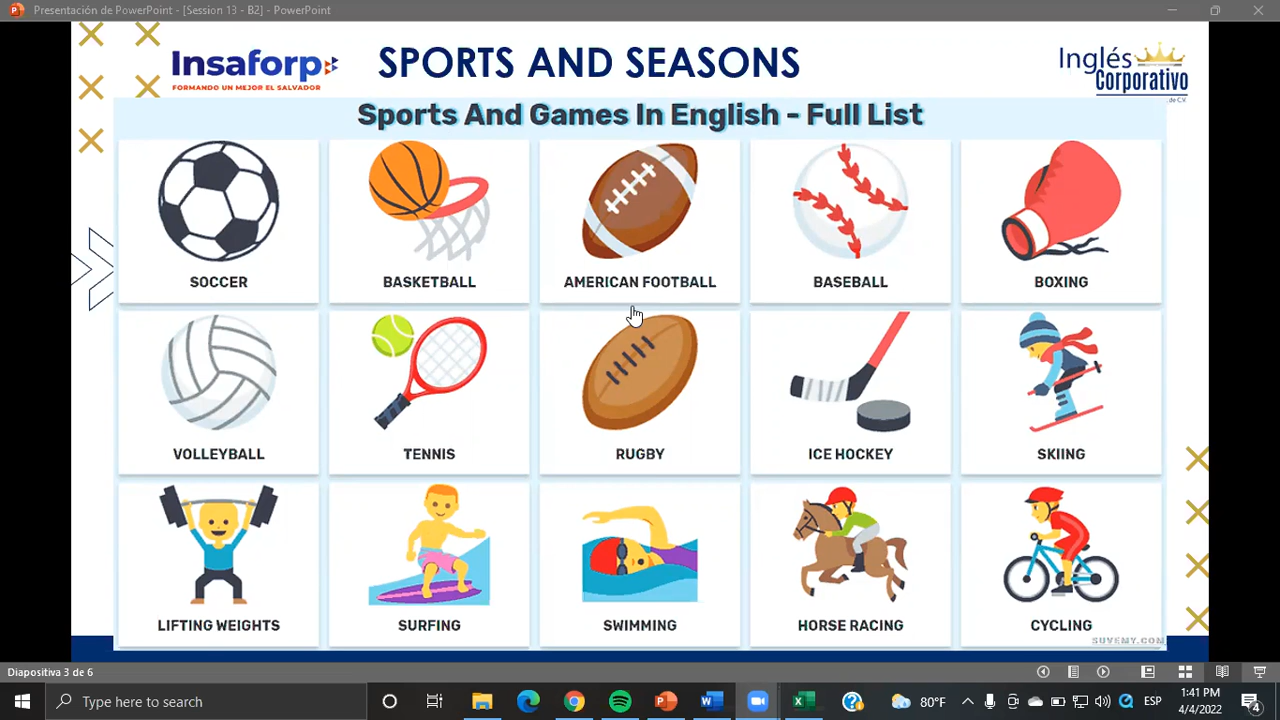 Presentación de PowerPoint - [Session 13 - B2] - PowerPoint
Insaforp
FORMANDO UN MEJOR EL SALVADOR
SPORTS AND SEASONS
Inglés
Corporativo
de C.V.
Sports And Games In English - Full List
SOCCER BASKETBALL AMERICAN FOOTBALL BASEBALL BOXING
VOLLEYBALL TENNIS RUGBY ICE HOCKEY SKIING
LIFTING WEIGHTS SURFING SWIMMING HORSE RACING CYCLING
SUVEMY.COM
Diapositiva 3 de 6
Type here to search
80°F
ESP
1:41 PM
4/4/2022
4